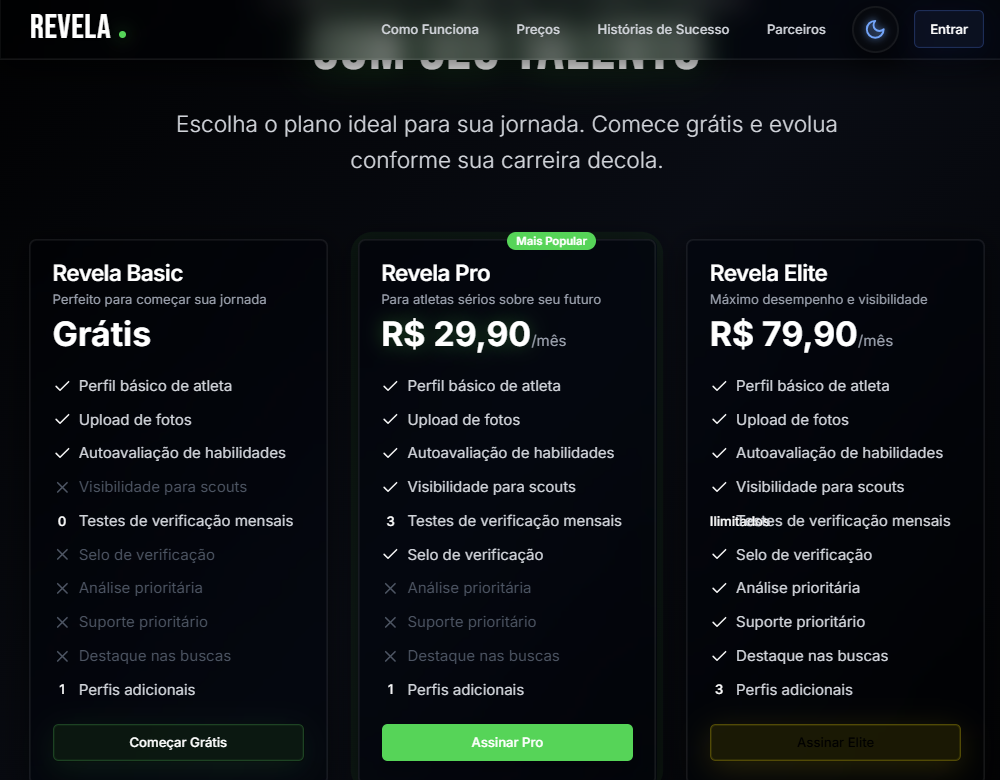 REVELA.
Como Funciona
Preços
Histórias de Sucesso
Parceiros
Entrar
COM SEU TALENTO
Escolha o plano ideal para sua jornada. Comece grátis e evolua
conforme sua carreira decola.
Revela Basic
Perfeito para começar sua jornada
Grátis
Perfil básico de atleta
Upload de fotos
Autoavaliação de habilidades
Visibilidade para scouts
0 Testes de verificação mensais
Selo de verificação
Análise prioritária
Suporte prioritário
Destaque nas buscas
1 Perfis adicionais
Começar Grátis
Mais Popular
Revela Pro
Para atletas sérios sobre seu futuro
R$ 29,90/mês
Perfil básico de atleta
Upload de fotos
Autoavaliação de habilidades
Visibilidade para scouts
3 Testes de verificação mensais
Selo de verificação
Análise prioritária
Suporte prioritário
Destaque nas buscas
1 Perfis adicionais
Assinar Pro
Revela Elite
Máximo desempenho e visibilidade
R$ 79,90/mês
Perfil básico de atleta
Upload de fotos
Autoavaliação de habilidades
Visibilidade para scouts
Ilimitados Testes de verificação mensais
Selo de verificação
Análise prioritária
Suporte prioritário
Destaque nas buscas
3 Perfis adicionais
Assinar Elite